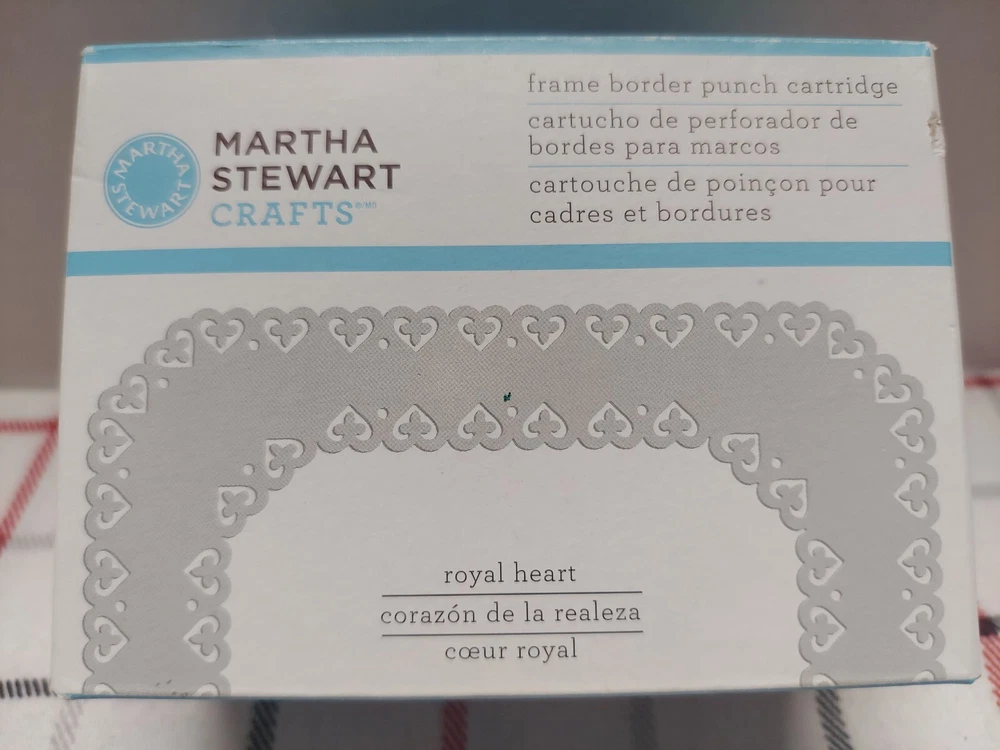 MARTHA
STEWART
MARTHA
STEWART
CRAFTS®/MD
frame border punch cartridge
cartucho de perforador de
bordes para marcos
cartouche de poinçon pour
cadres et bordures
royal heart
corazón de la realeza
cœur royal